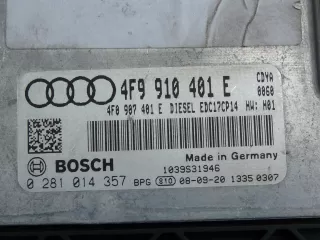 4F9 910 401 E
CDYA
0060
4F0 907 401 E DIESEL EDC17CP14 HW: H01
BOSCH
Made in Germany
1039S31946
0 281 014 357 BPG S10 08-09-20 1335 0307